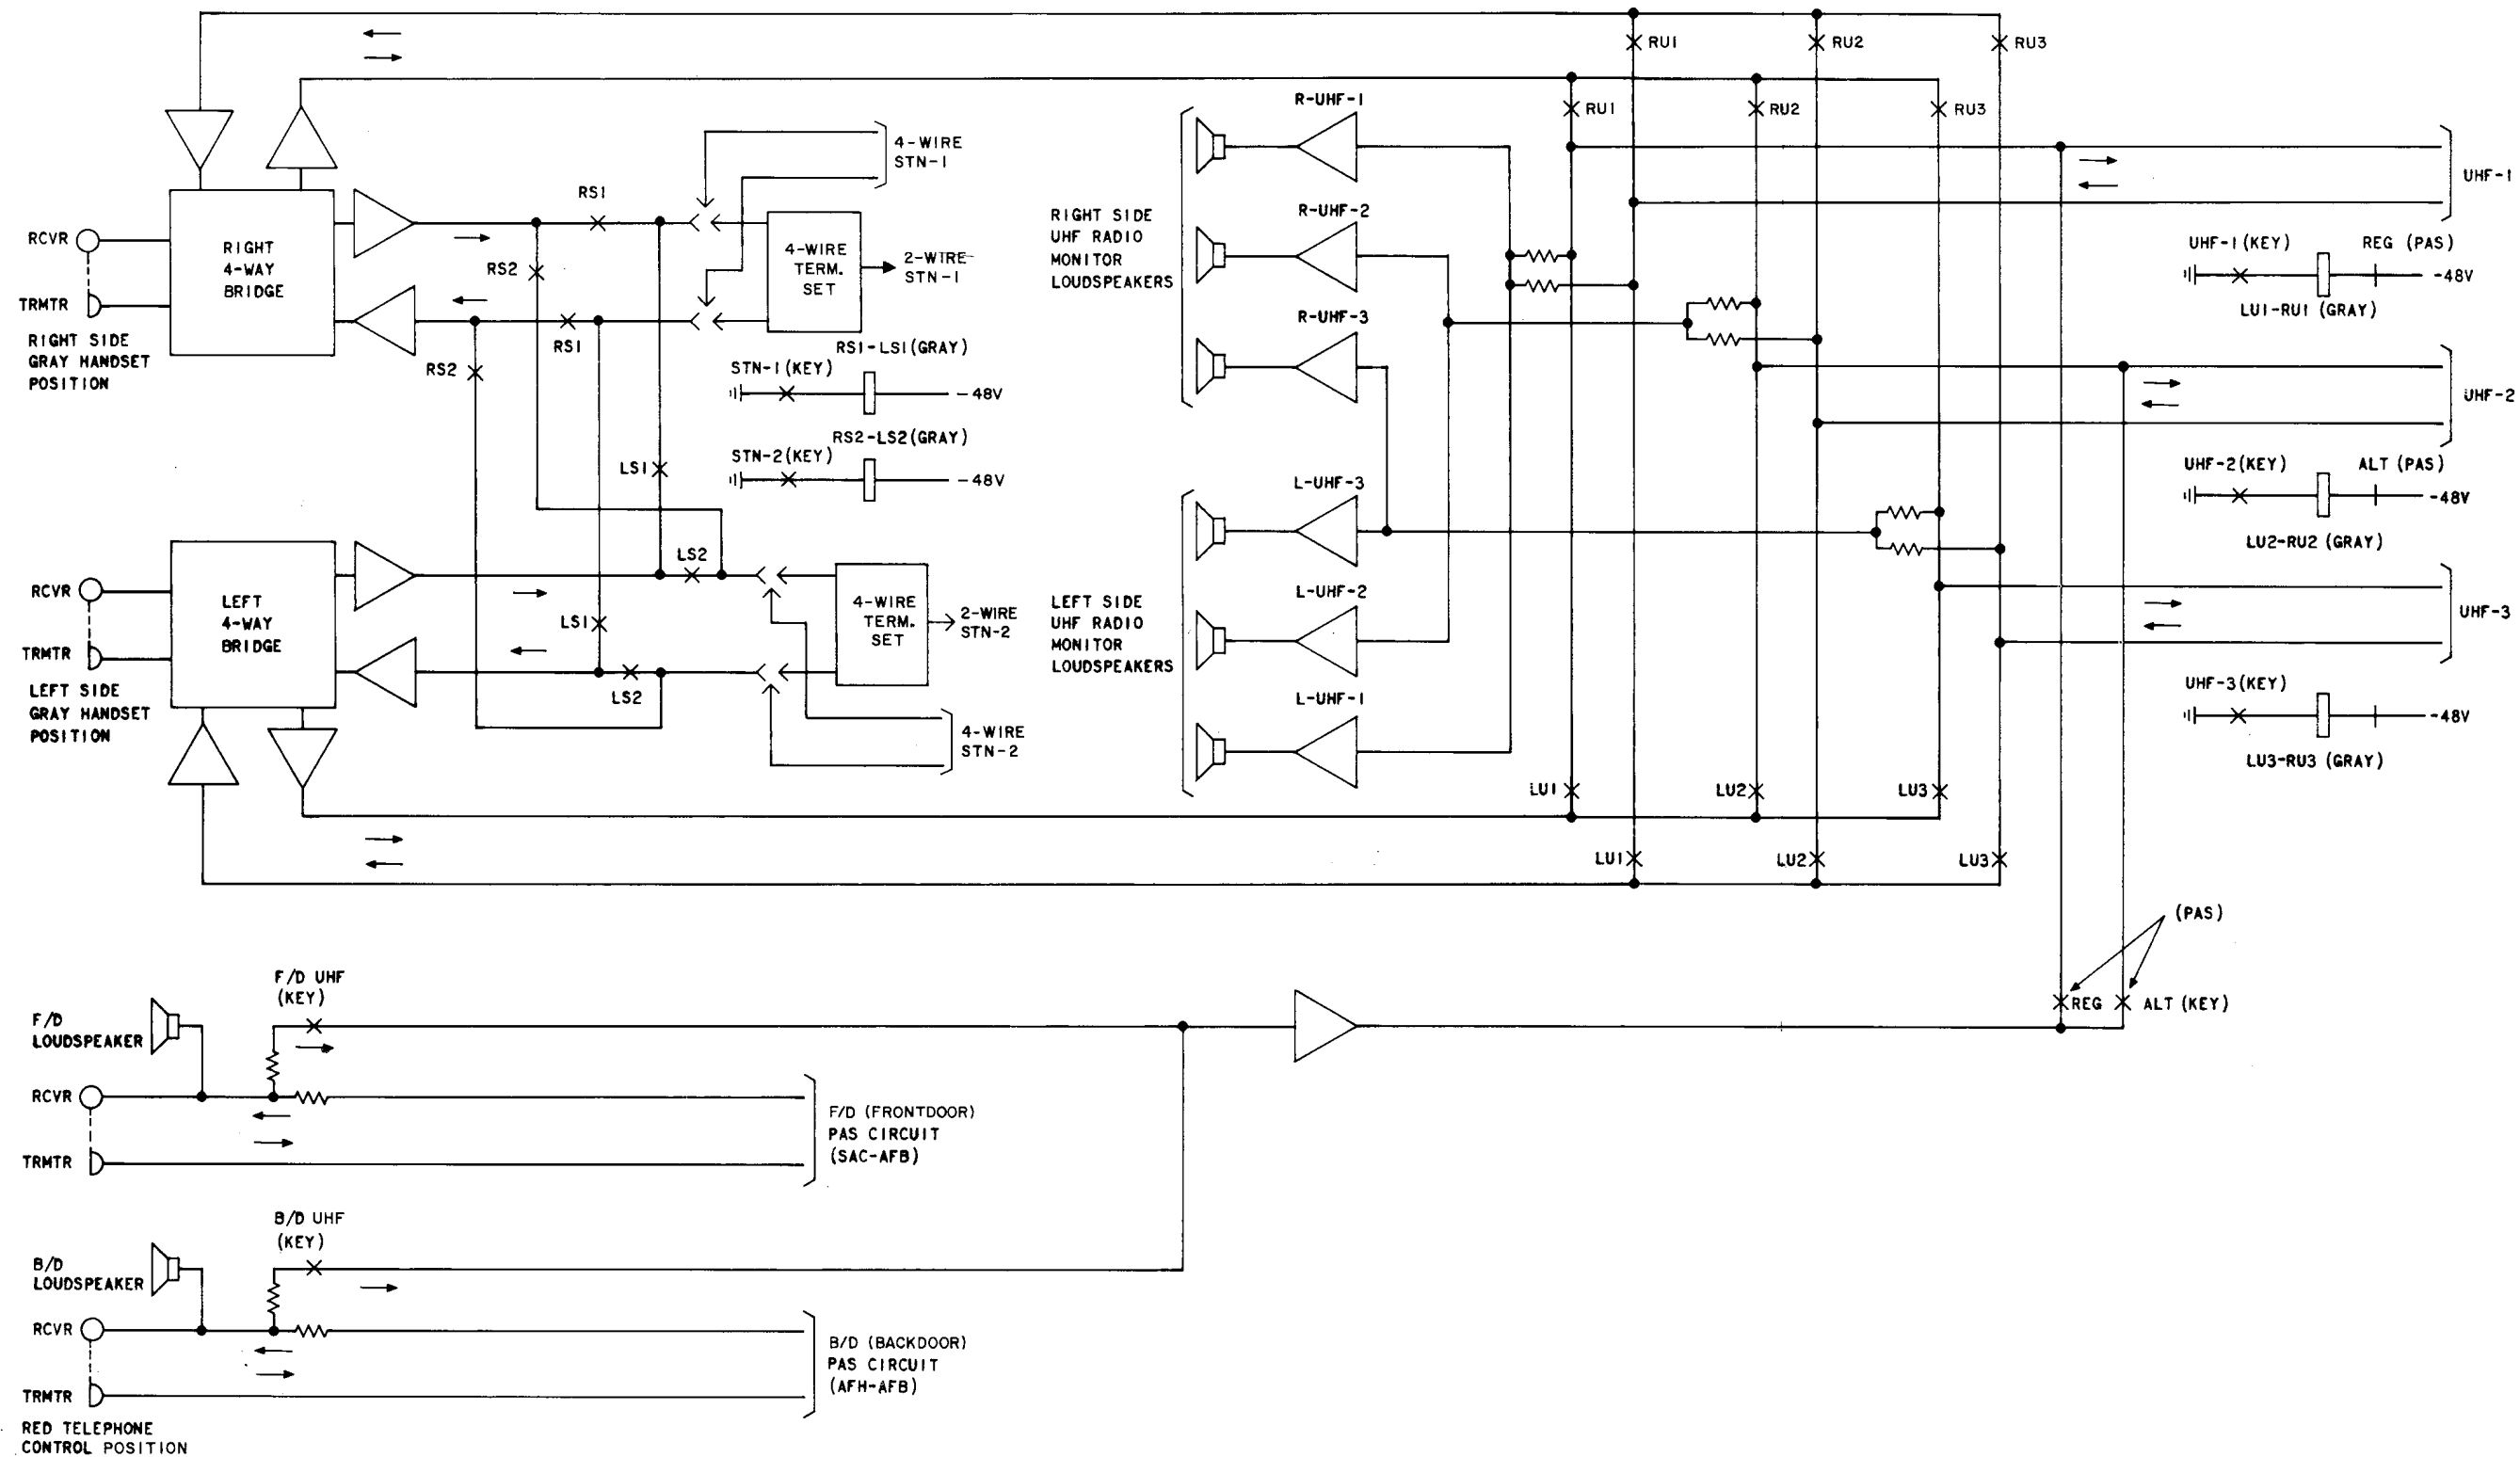 RU1
RU2
RU3
RU1
RU2
RU3
R-UHF-1
4-WIRE
STN-1
RS1
RCVR
RIGHT
4-WAY
BRIDGE
TRMTR
RIGHT SIDE
GRAY HANDSET
POSITION
RS2
RS1
RS2
4-WIRE
TERM.
SET
2-WIRE
STN-1
RS1-LS1(GRAY)
STN-1(KEY)
-48V
RS2-LS2(GRAY)
STN-2(KEY)
-48V
RIGHT SIDE
UHF RADIO
MONITOR
LOUDSPEAKERS
R-UHF-2
R-UHF-3
UHF-1
UHF-1(KEY)
REG (PAS)
-48V
LU1-RU1 (GRAY)
UHF-2
UHF-2(KEY)
ALT (PAS)
-48V
LU2-RU2 (GRAY)
UHF-3
UHF-3(KEY)
-48V
LU3-RU3 (GRAY)
LS1
LS2
RCVR
LEFT
4-WAY
BRIDGE
TRMTR
LEFT SIDE
GRAY HANDSET
POSITION
LS1
LS2
4-WIRE
TERM.
SET
2-WIRE
STN-2
4-WIRE
STN-2
L-UHF-3
LEFT SIDE
UHF RADIO
MONITOR
LOUDSPEAKERS
L-UHF-2
L-UHF-1
LU1
LU2
LU3
LU1
LU2
LU3
(PAS)
REG
ALT (KEY)
F/D UHF
(KEY)
F/D
LOUDSPEAKER
RCVR
TRMTR
F/D (FRONTDOOR)
PAS CIRCUIT
(SAC-AFB)
B/D UHF
(KEY)
B/D
LOUDSPEAKER
RCVR
TRMTR
B/D (BACKDOOR)
PAS CIRCUIT
(AFH-AFB)
RED TELEPHONE
CONTROL POSITION